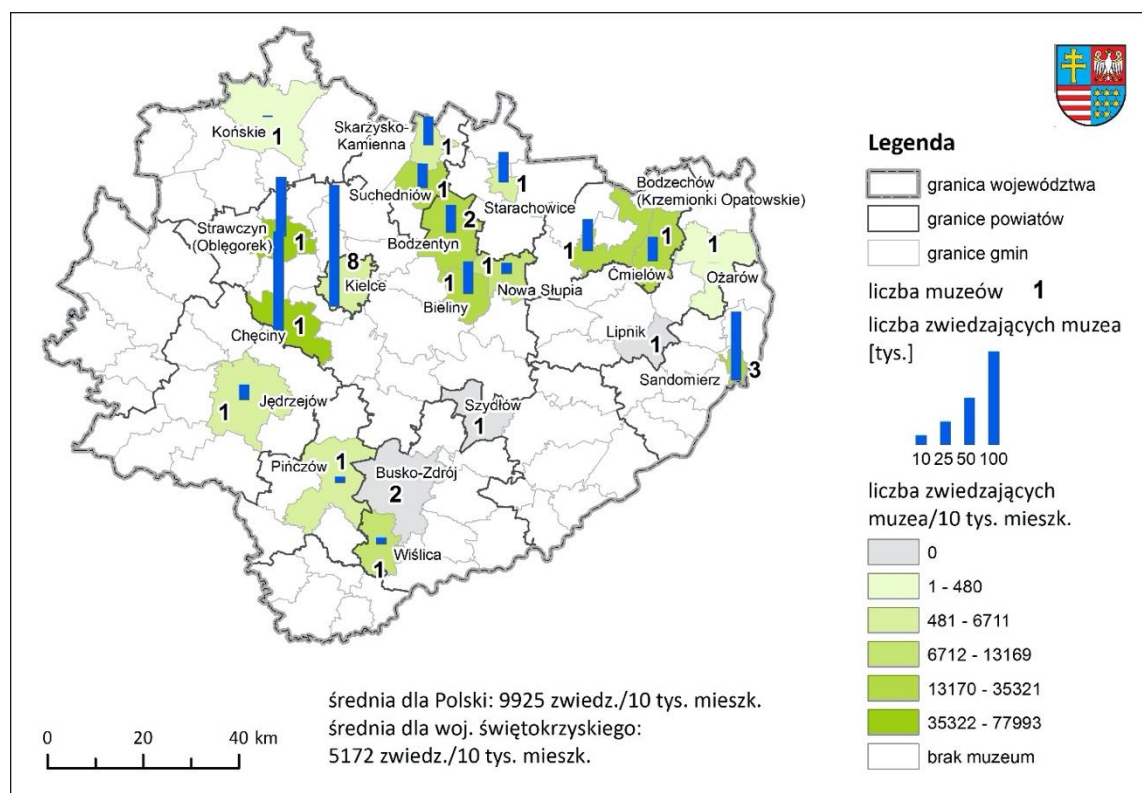 Końskie
1
Skarżysko-
Kamienna
1
Suchedniów
1
Starachowice
1
Bodzechów
(Krzemionki Opatowskie)
1
Strawczyn
(Oblęgorek)
1
Bodzentyn
2
8
Kielce
1
Nowa Słupia
1
Bieliny
1
Ćmielów
1
Ożarów
Chęciny
1
Lipnik
1
Sandomierz
3
Jędrzejów
1
Szydłów
1
Pińczów
1
Busko-Zdrój
2
Wiślica
1
Legenda
granica województwa
granice powiatów
granice gmin
liczba muzeów 1
liczba zwiedzających muzea
[tys.]
10 25 50 100
liczba zwiedzających
muzea/10 tys. mieszk.
0
1 - 480
481 - 6711
6712 - 13169
13170 - 35321
35322 - 77993
brak muzeum
średnia dla Polski: 9925 zwiedz./10 tys. mieszk.
średnia dla woj. świętokrzyskiego:
5172 zwiedz./10 tys. mieszk.
0 20 40 km